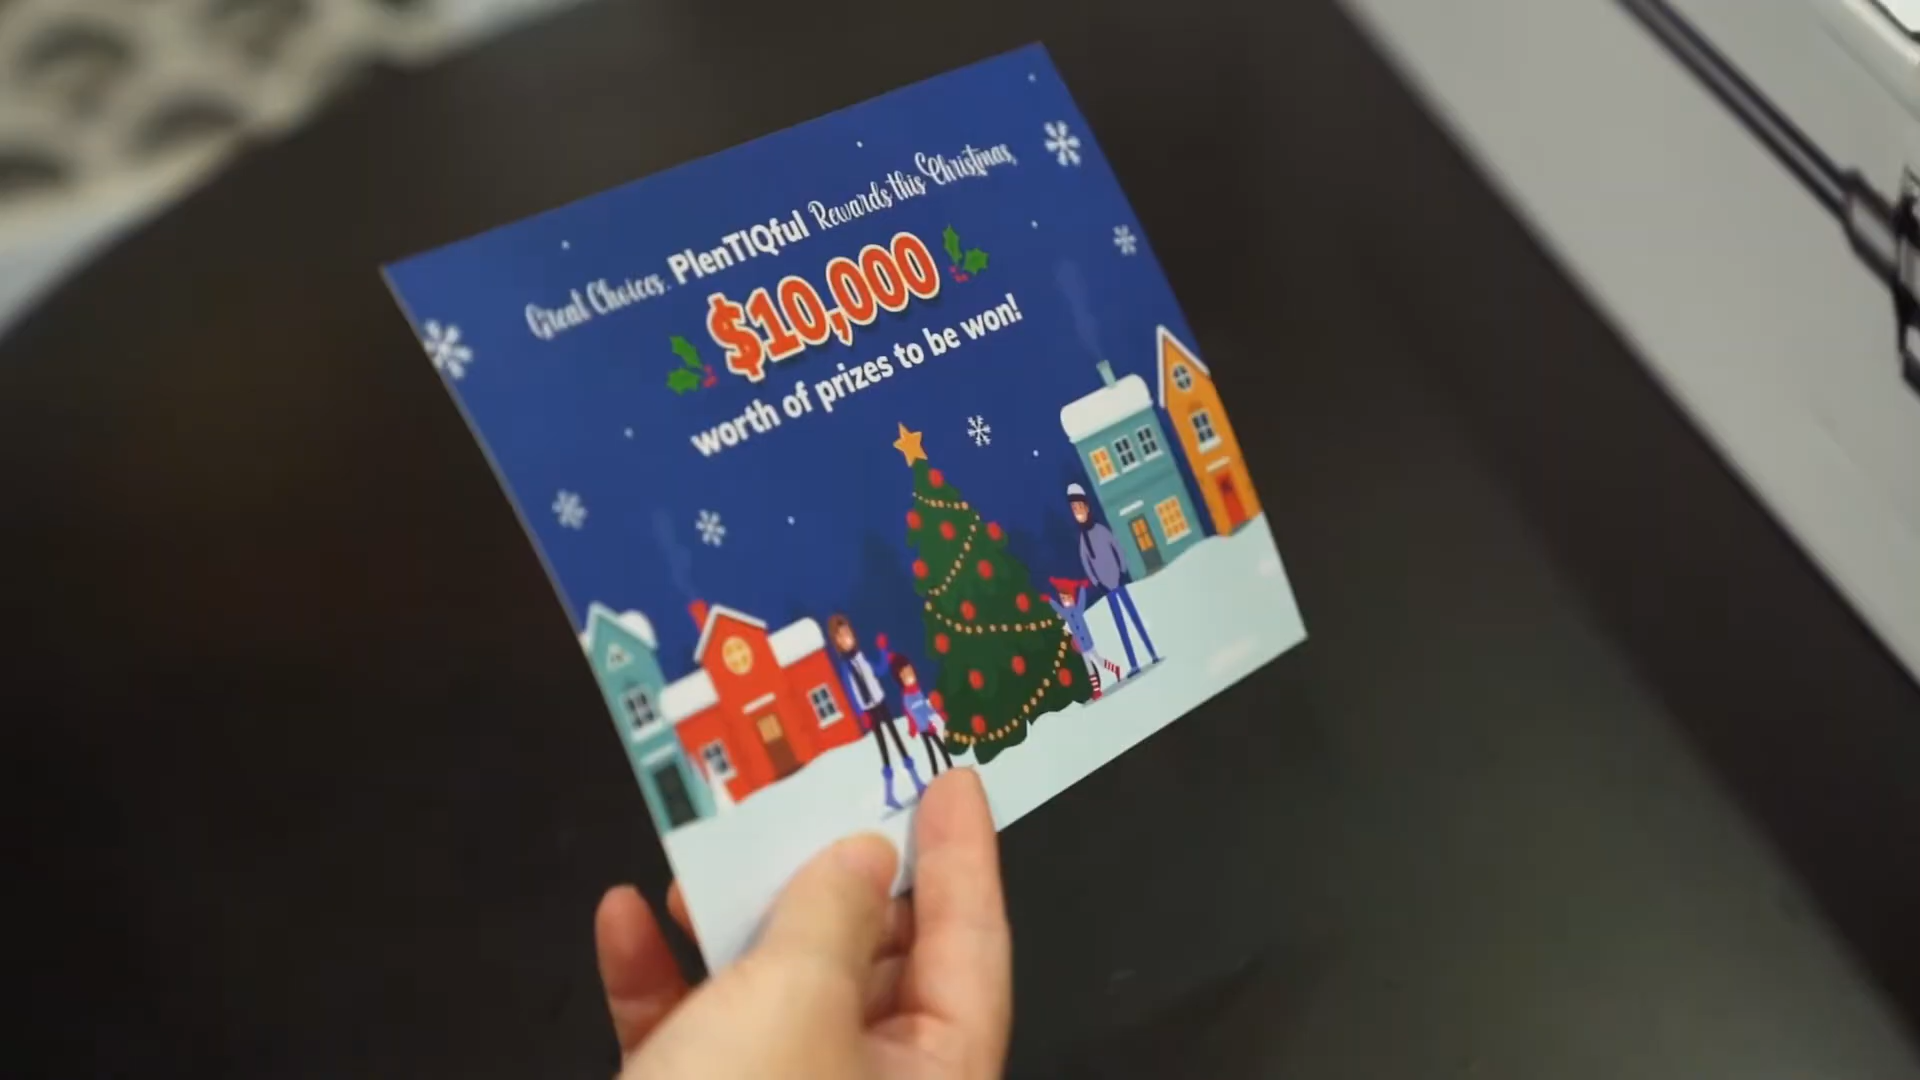 Great Choices. PlenTIQful Rewards this Christmas,
$10,000
worth of prizes to be won!